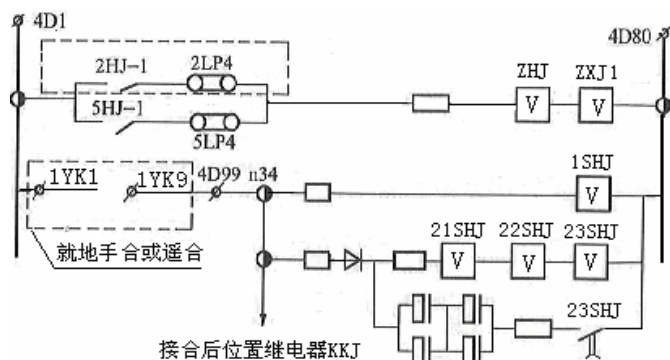 4D1
4D80
2HJ-1
2LP4
ZHJ
ZXJ1
V
V
5HJ-1
5LP4
1YK1
1YK9
4D99
n34
1SHJ
V
就地手合或遥合
21SHJ
22SHJ
23SHJ
V
V
V
23SHJ
接合后位置继电器KKJ